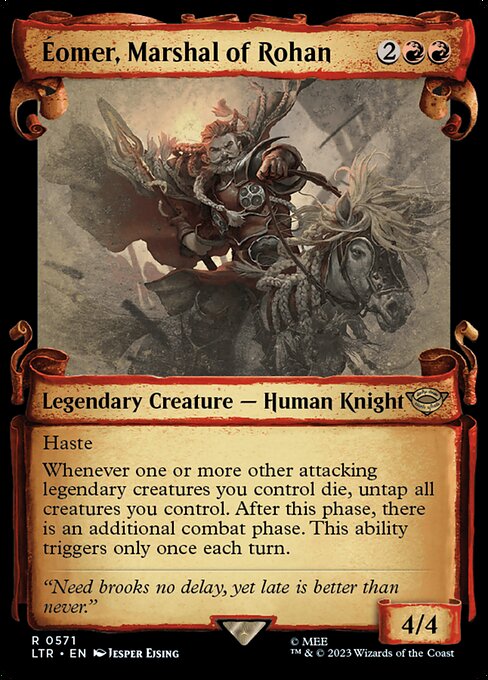 Éomer, Marshal of Rohan 2
Legendary Creature — Human Knight
Haste
Whenever one or more other attacking
legendary creatures you control die, untap all
creatures you control. After this phase, there
is an additional combat phase. This ability
triggers only once each turn.
“Need brooks no delay, yet late is better than
never.”
4/4
R 0571
LTR • EN Jesper Eising
© MEE
™ & © 2023 Wizards of the Coast